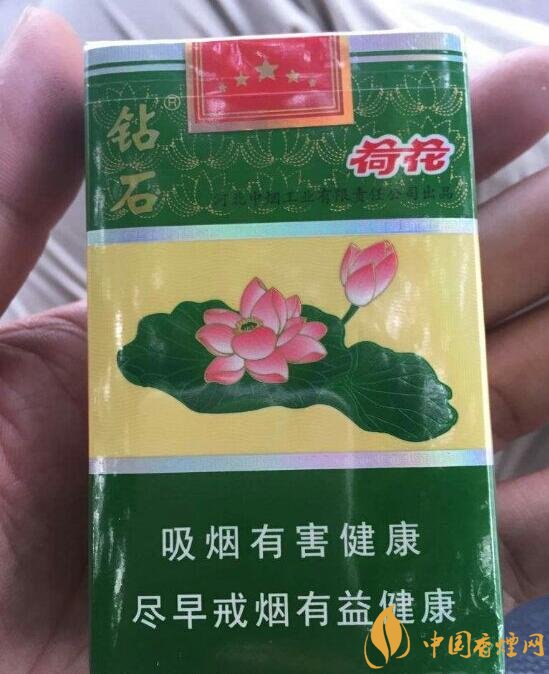 钻石®
荷花
河北中烟工业有限责任公司出品
吸烟有害健康
尽早戒烟有益健康
中国香烟网